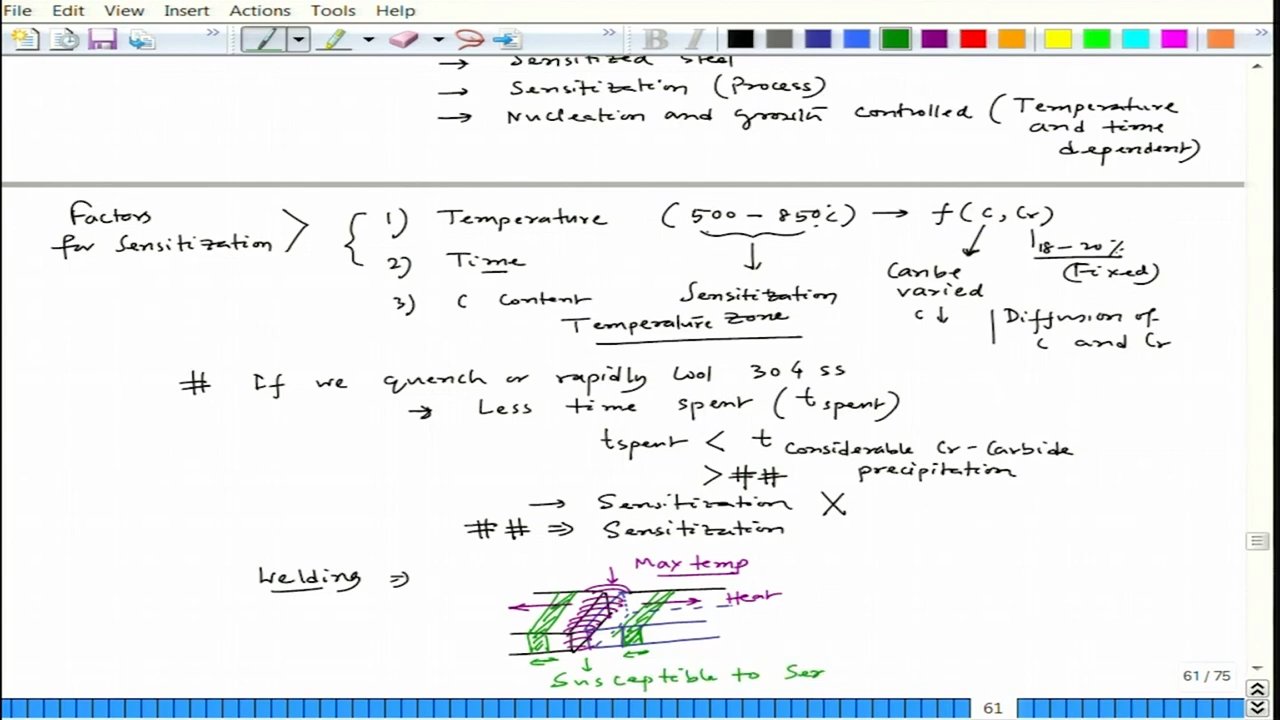 File Edit View Insert Actions Tools Help
B I
→ Sensitized Steel
→ Sensitization (Process)
→ Nucleation and growth controlled (Temperature and time dependent)
Factors for Sensitization
1) Temperature (500 - 850°C) → f(C, Cr)
18-20% (Fixed)
2) Time
Can be varied C↓
3) C Content
Sensitization Temperature zone
Diffusion of C and Cr
# If we quench or rapidly cool 304 SS
→ Less time spent (tspent)
tspent < t Considerable Cr-Carbide precipitation
> ##
→ Sensitization X
## ⇒ Sensitization
Welding ⇒
Max temp
Heat
Susceptible to Ser
61 / 75
61